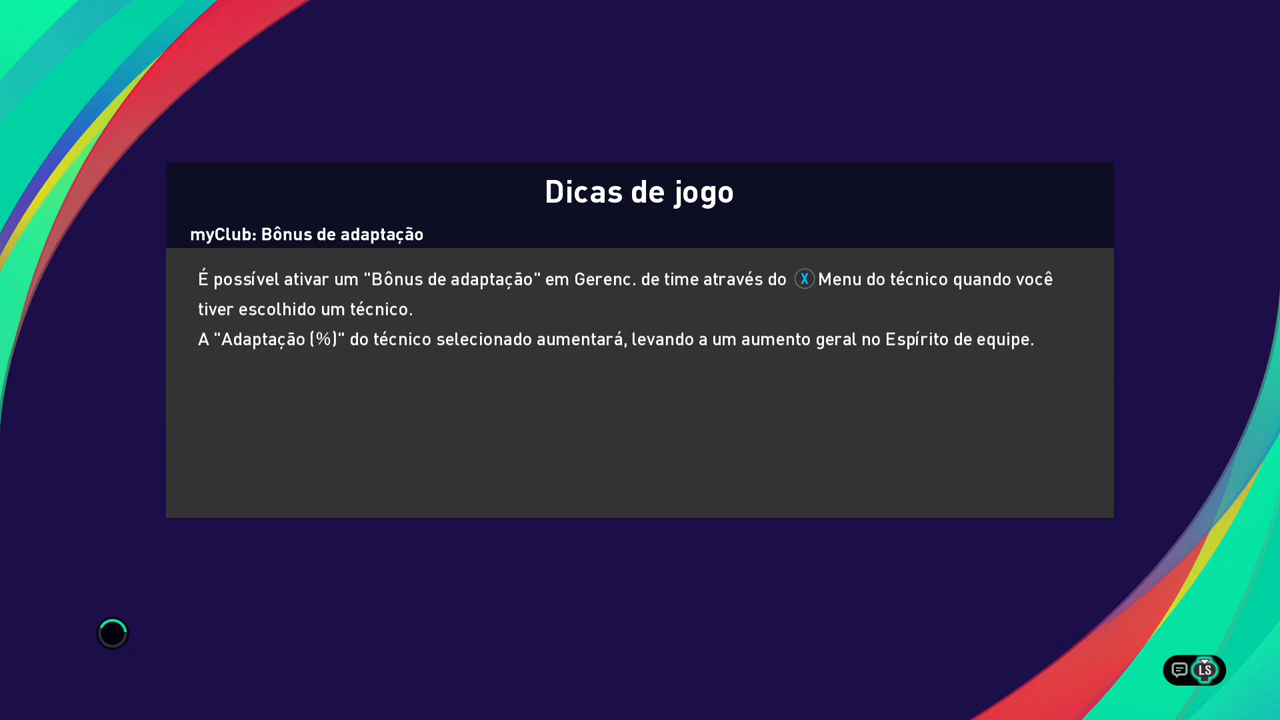 Dicas de jogo
myClub: Bônus de adaptação
É possível ativar um "Bônus de adaptação" em Gerenc. de time através do X Menu do técnico quando você
tiver escolhido um técnico.
A "Adaptação (%)" do técnico selecionado aumentará, levando a um aumento geral no Espírito de equipe.
LS